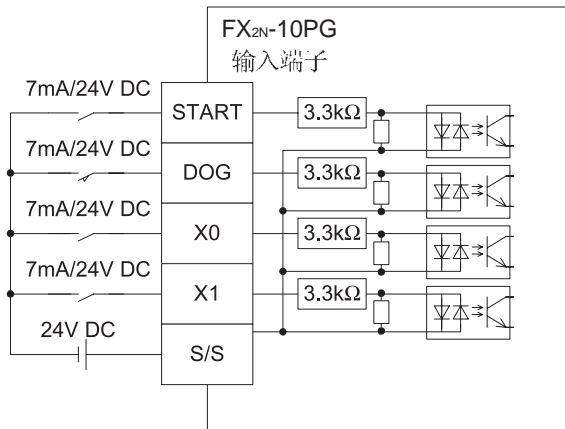 FX2N-10PG
输入端子
7mA/24V DC
START
3.3kΩ
7mA/24V DC
DOG
3.3kΩ
7mA/24V DC
X0
3.3kΩ
7mA/24V DC
X1
3.3kΩ
24V DC
S/S